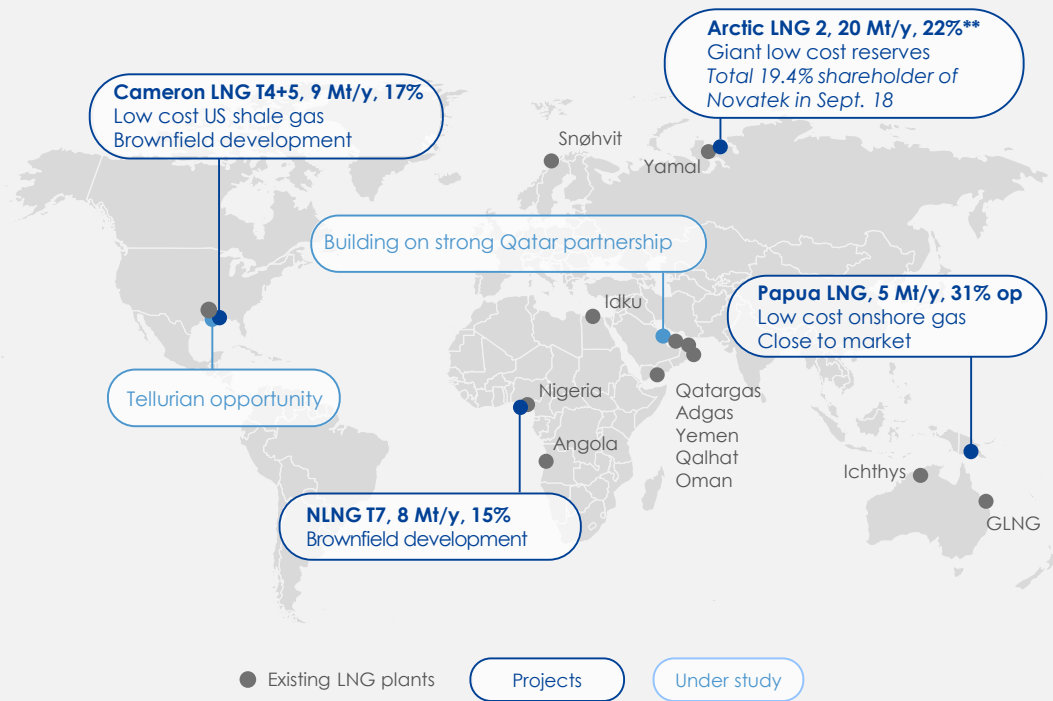 Arctic LNG 2, 20 Mt/y, 22%**
Giant low cost reserves
Total 19.4% shareholder of
Novatek in Sept. 18
Cameron LNG T4+5, 9 Mt/y, 17%
Low cost US shale gas
Brownfield development
Snøhvit
Yamal
Building on strong Qatar partnership
Papua LNG, 5 Mt/y, 31% op
Low cost onshore gas
Close to market
Idku
Tellurian opportunity
Nigeria
Qatargas
Adgas
Yemen
Qalhat
Oman
Angola
Ichthys
GLNG
NLNG T7, 8 Mt/y, 15%
Brownfield development
Existing LNG plants
Projects
Under study